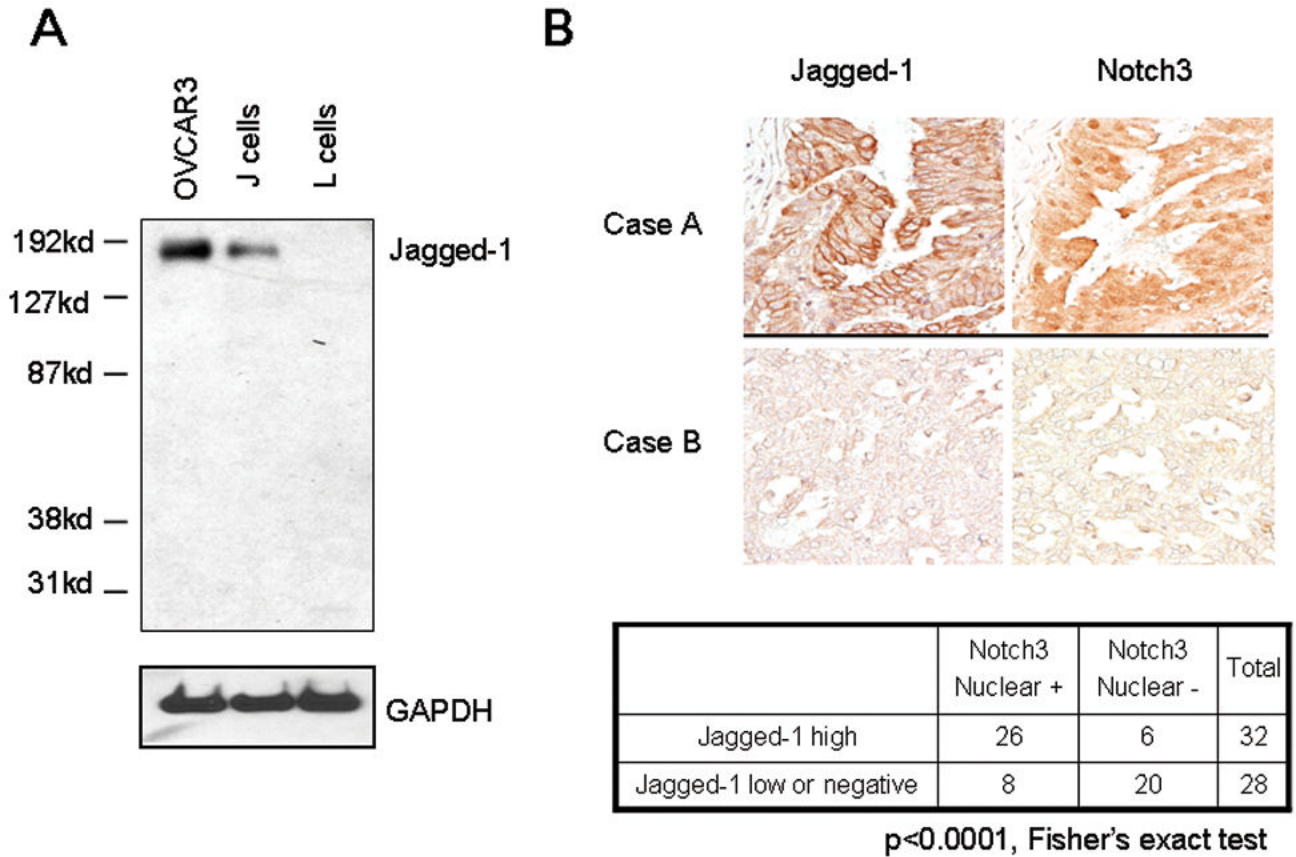 A
OVCAR3
J cells
L cells
192kd
127kd
87kd
38kd
31kd
Jagged-1
GAPDH
B
Jagged-1 Notch3
Case A
Case B
Notch3 Nuclear + Notch3 Nuclear - Total
Jagged-1 high 26 6 32
Jagged-1 low or negative 8 20 28
p<0.0001, Fisher's exact test